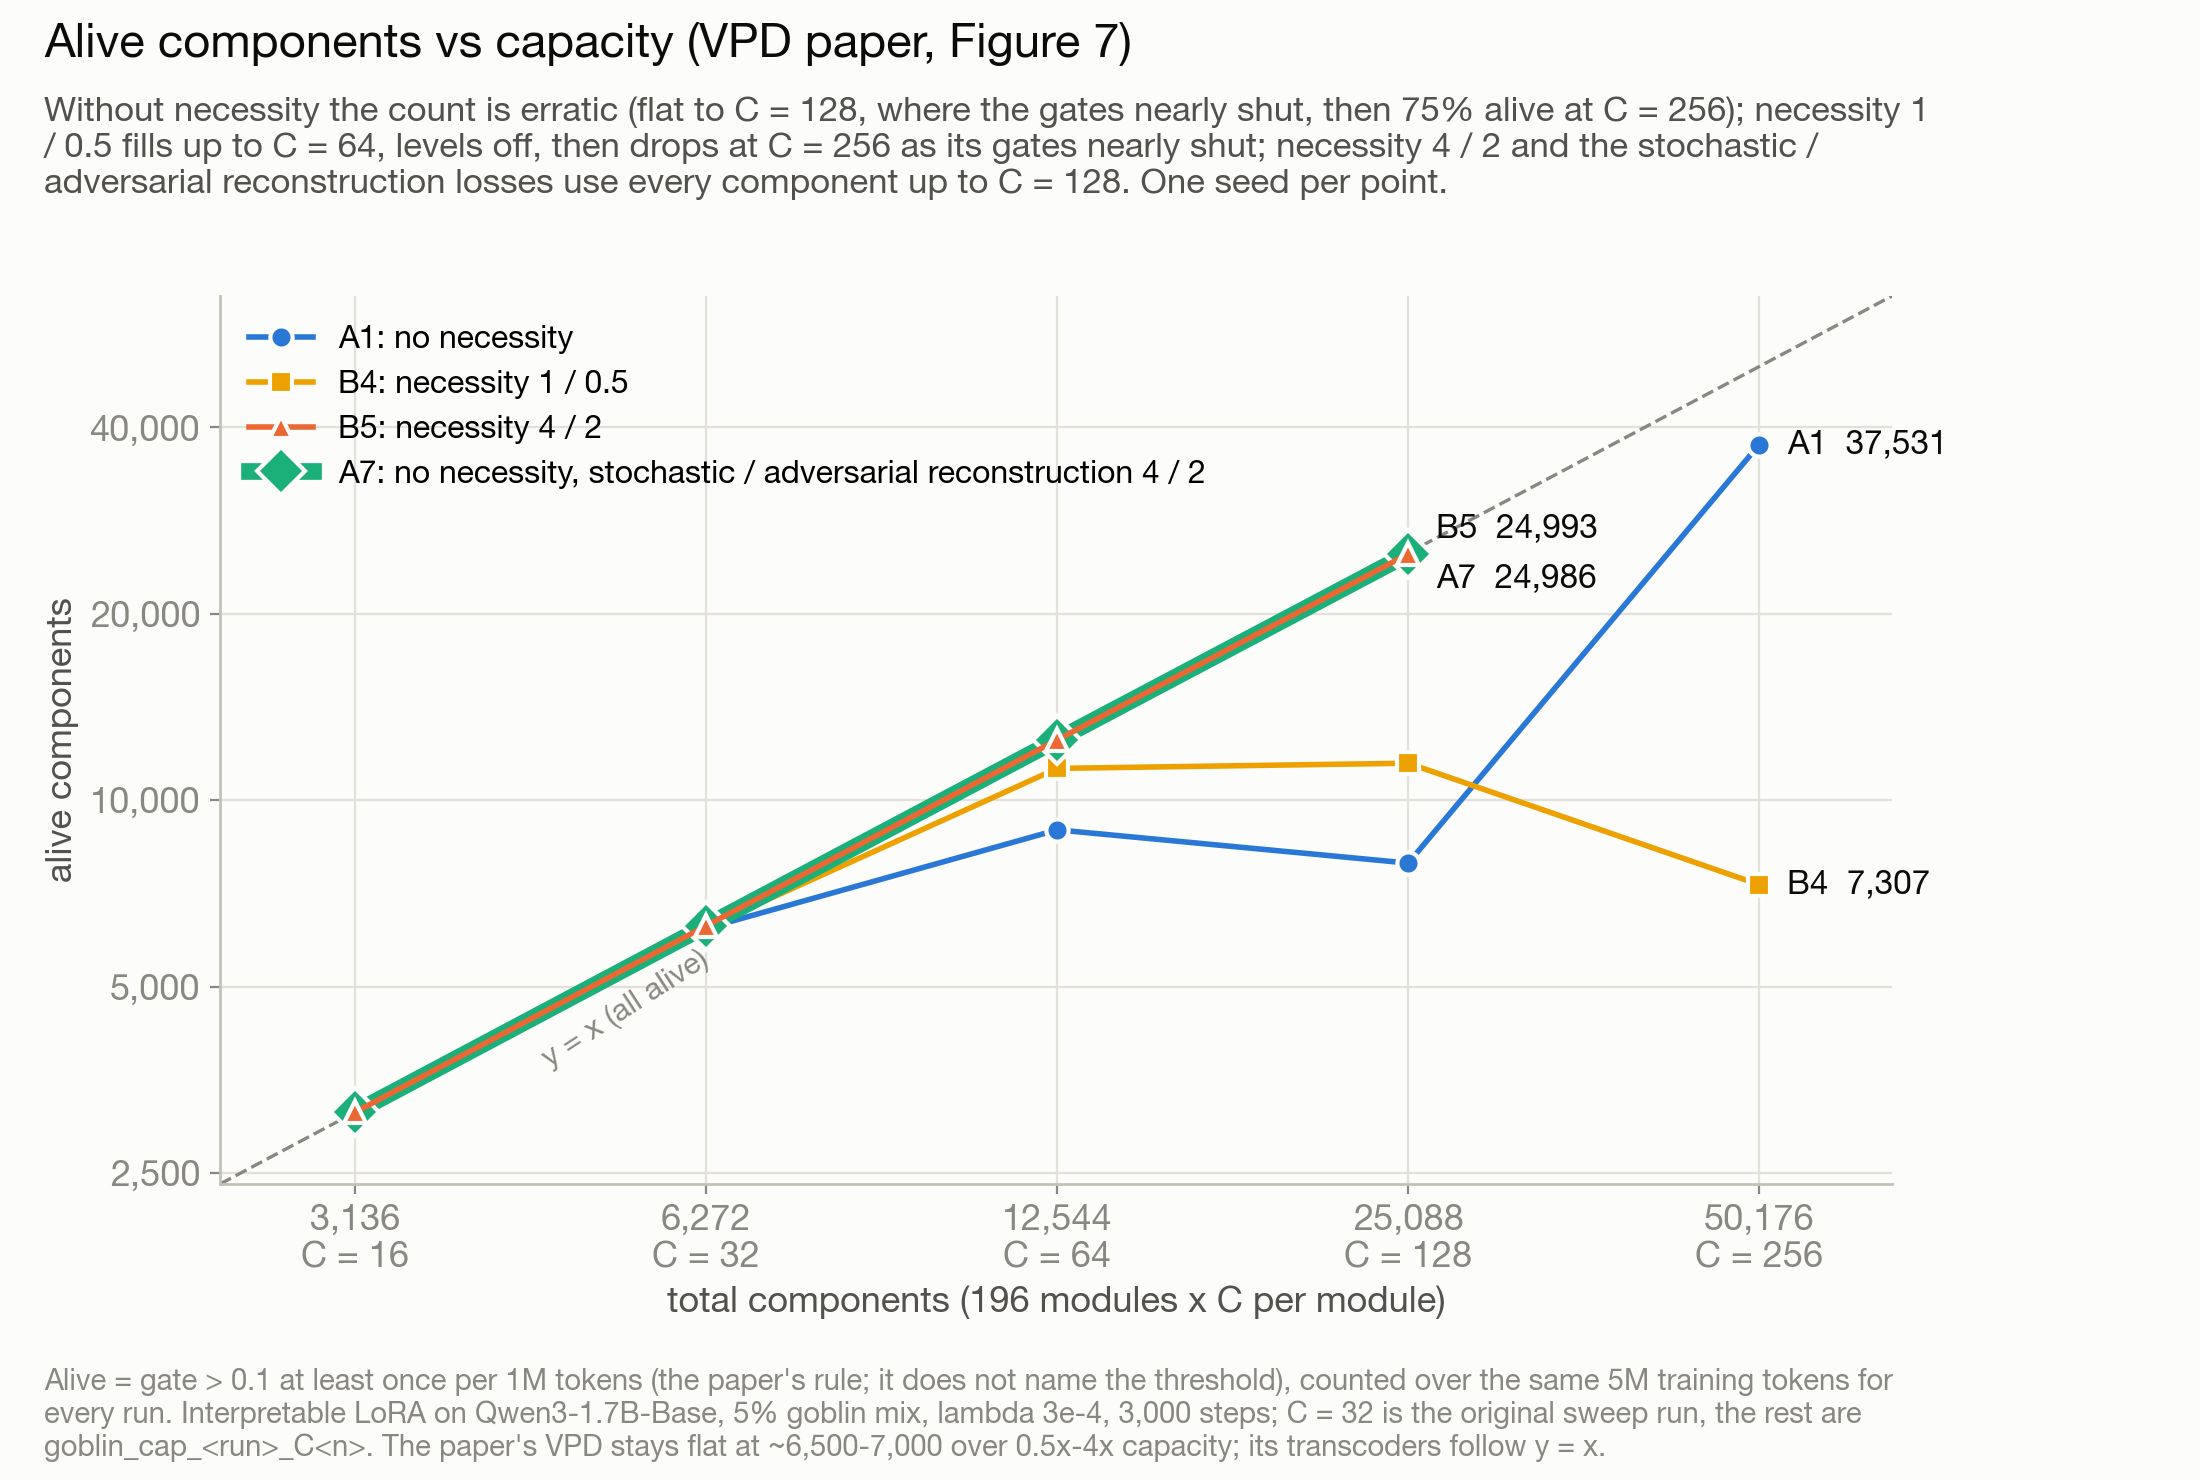 Alive components vs capacity (VPD paper, Figure 7)
Without necessity the count is erratic (flat to C = 128, where the gates nearly shut, then 75% alive at C = 256); necessity 1
/ 0.5 fills up to C = 64, levels off, then drops at C = 256 as its gates nearly shut; necessity 4 / 2 and the stochastic /
adversarial reconstruction losses use every component up to C = 128. One seed per point.
A1: no necessity
B4: necessity 1 / 0.5
B5: necessity 4 / 2
A7: no necessity, stochastic / adversarial reconstruction 4 / 2
40,000
20,000
10,000
5,000
2,500
alive components
A1 37,531
B5 24,993
A7 24,986
B4 7,307
y = x (all alive)
3,136
C = 16
6,272
C = 32
12,544
C = 64
25,088
C = 128
50,176
C = 256
total components (196 modules x C per module)
Alive = gate > 0.1 at least once per 1M tokens (the paper's rule; it does not name the threshold), counted over the same 5M training tokens for
every run. Interpretable LoRA on Qwen3-1.7B-Base, 5% goblin mix, lambda 3e-4, 3,000 steps; C = 32 is the original sweep run, the rest are
goblin_cap_<run>_C<n>. The paper's VPD stays flat at ~6,500-7,000 over 0.5x-4x capacity; its transcoders follow y = x.